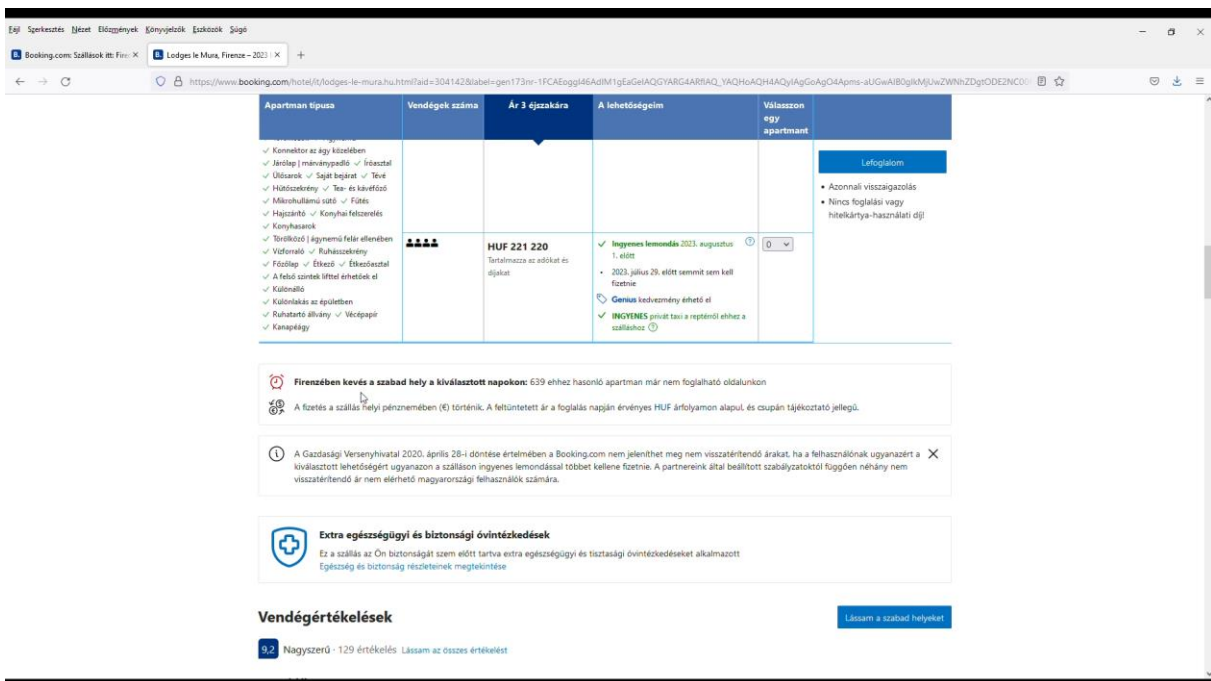 Fájl Szerkesztés Nézet Előzmények Könyvjelzők Eszközök Súgó
Booking.com: Szállások itt: Fire
Lodges le Mura, Firenze – 2023
https://www.booking.com/hotel/it/lodges-le-mura.hu.html?aid=304142&label=gen173nr-
Apartman típusa
Vendégek száma
Ár 3 éjszakára
A lehetőségeim
Válasszon
egy
apartmant
✓ Konnektor az ágy közelében
✓ Járólap | márványpadló ✓ Íróasztal
✓ Ülősarok ✓ Saját bejárat ✓ Tévé
✓ Hűtőszekrény ✓ Tea- és kávéfőző
✓ Mikrohullámú sütő ✓ Fűtés
✓ Hajszárító ✓ Konyhai felszerelés
✓ Konyhasarok
✓ Törölköző | ágynemű felár ellenében
✓ Vízforraló ✓ Ruhásszekrény
✓ Főzőlap ✓ Étkező ✓ Étkezőasztal
✓ A felső szintek lifttel érhetőek el
✓ Különálló
✓ Különlakás az épületben
✓ Ruhatartó állvány ✓ Vécépapír
✓ Kanapéágy
HUF 221 220
Tartalmazza az adókat és
díjakat
✓ Ingyenes lemondás 2023. augusztus
1. előtt
• 2023. július 29. előtt semmit sem kell
fizetnie
Genius kedvezmény érhető el
✓ INGYENES privát taxi a reptérről ehhez a
szálláshoz
0
Lefoglalom
• Azonnali visszaigazolás
• Nincs foglalási vagy
hitelkártya-használati díj!
Firenzében kevés a szabad hely a kiválasztott napokon: 639 ehhez hasonló apartman már nem foglalható oldalunkon
A fizetés a szállás helyi pénznemében (€) történik. A feltüntetett ár a foglalás napján érvényes HUF árfolyamon alapul, és csupán tájékoztató jellegű.
A Gazdasági Versenyhivatal 2020. április 28-i döntése értelmében a Booking.com nem jeleníthet meg nem visszatérítendő árakat, ha a felhasználónak ugyanazért a
kiválasztott lehetőségért ugyanazon a szálláson ingyenes lemondással többet kellene fizetnie. A partnereink által beállított szabályzatoktól függően néhány nem
visszatérítendő ár nem elérhető magyarországi felhasználók számára.
Extra egészségügyi és biztonsági óvintézkedések
Ez a szállás az Ön biztonságát szem előtt tartva extra egészségügyi és tisztasági óvintézkedéseket alkalmazott
Egészség és biztonság részleteinek megtekintése
Vendégértékelések
Lássam a szabad helyeket
9,2 Nagyszerű · 129 értékelés Lássam az összes értékelést